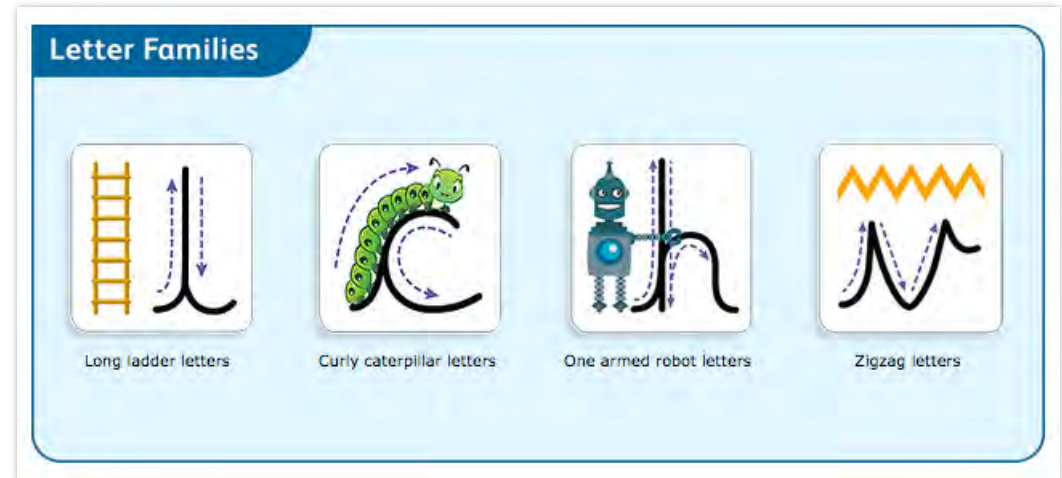 Letter Families
l
c
h
v
Long ladder letters
Curly caterpillar letters
One armed robot letters
Zigzag letters